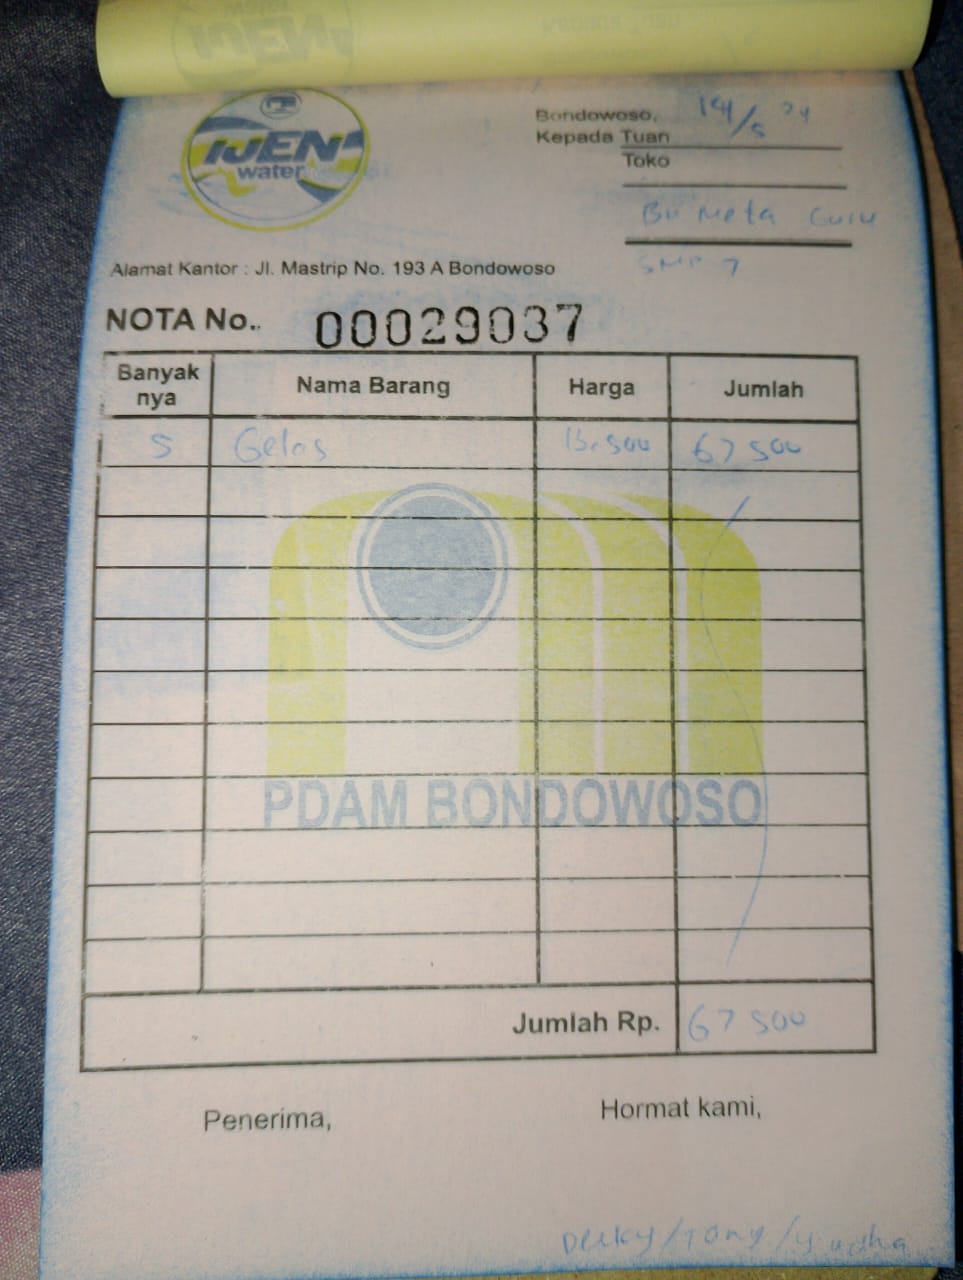 IJEN
water
Bondowoso, 14/5 24
Kepada Tuan
Toko
Bu Meta Guru
SMP 7
Alamat Kantor : Jl. Mastrip No. 193 A Bondowoso
NOTA No.. 00029037
Banyak nya Nama Barang Harga Jumlah
5 Gelas 13.500 67 500
PDAM BONDOWOSO
Jumlah Rp. 67 500
Penerima, Hormat kami,
/Tony/Yudha